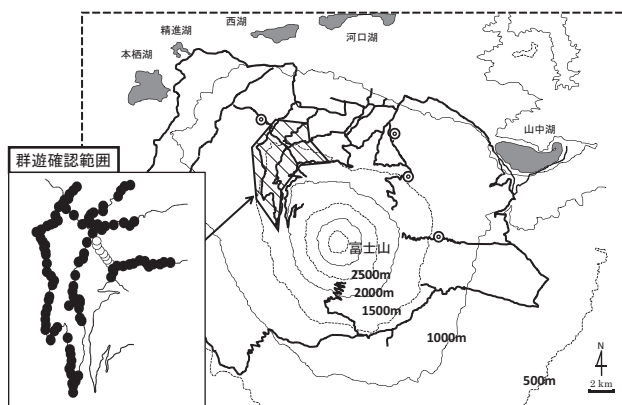 西湖
河口湖
精進湖
本栖湖
山中湖
群遊確認範囲
富士山
2500m
2000m
1500m
1000m
500m
N
2 km